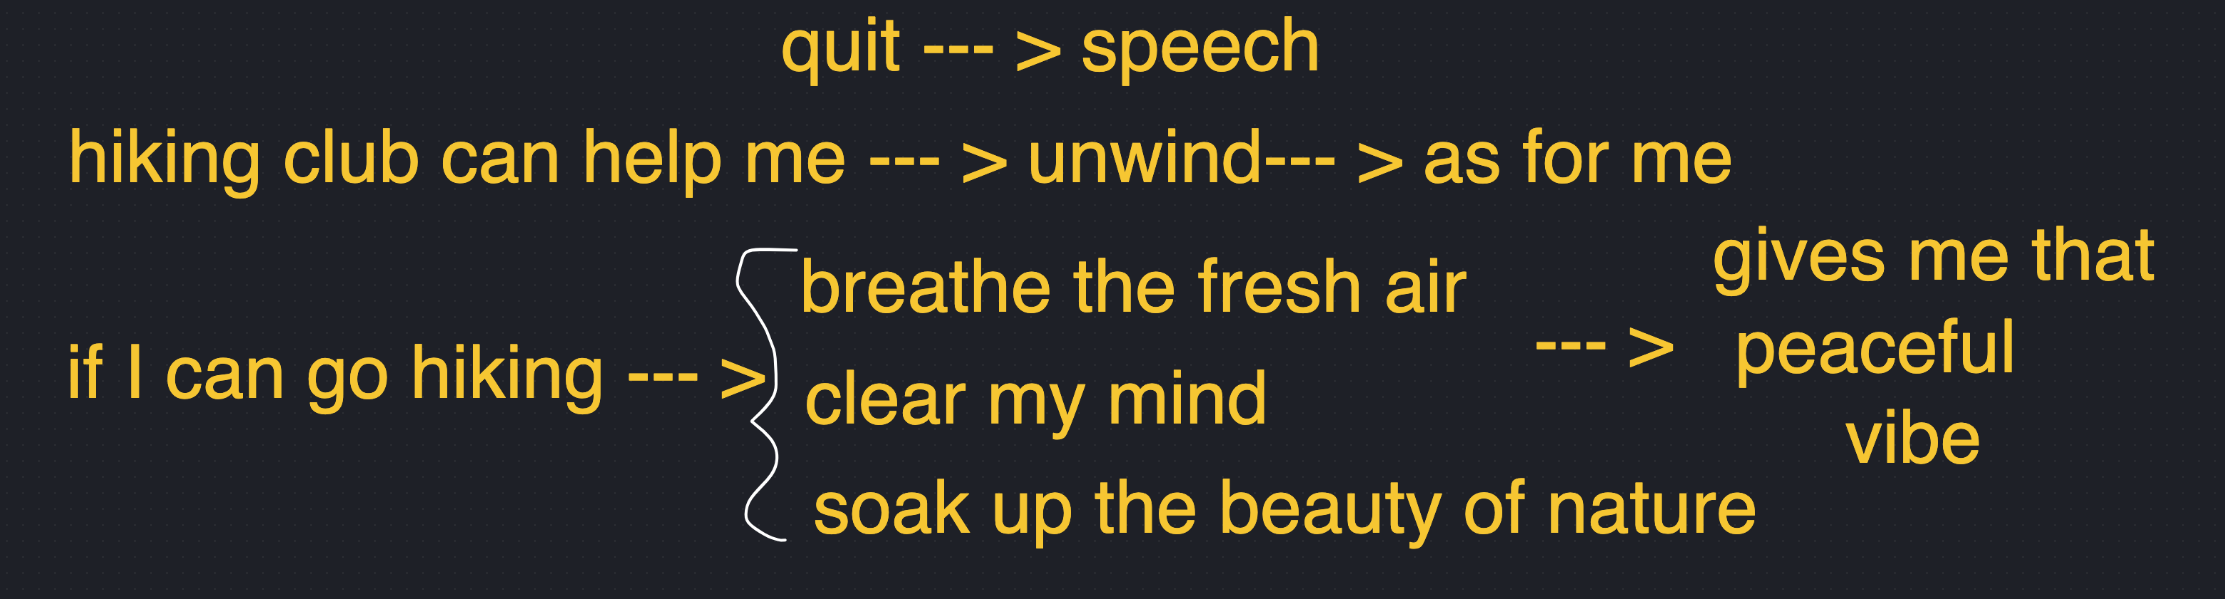 quit --- > speech
hiking club can help me --- > unwind--- > as for me
if I can go hiking --- >
breathe the fresh air
clear my mind
soak up the beauty of nature
--- >
gives me that
peaceful
vibe